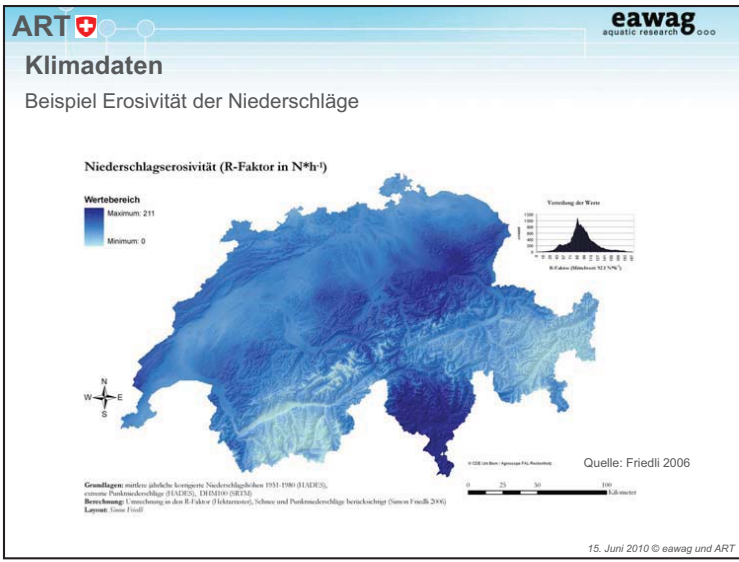 ART
eawag
aquatic research
Klimadaten
Beispiel Erosivität der Niederschläge
Niederschlagserosivität (R-Faktor in N*h-1)
Wertebereich
Maximum: 211
Minimum: 0
Verteilung der Werte
R-Faktor (Mittelwert
N
W E
S
Quelle: Friedli 2006
0 25 50 100
Kilometer
Grundlagen: mittlere jährliche korrigierte Niederschlagshöhen 1951-1980 (HADES),
extreme Punktniederschläge (HADES), DHM100 (SRTM)
Berechnung: Umrechnung in den R-Faktor (Hektarraster), Schnee und Punktniederschläge berücksichtigt (Simon Friedli 2006)
Layout: Simon Friedli
15. Juni 2010 © eawag und ART